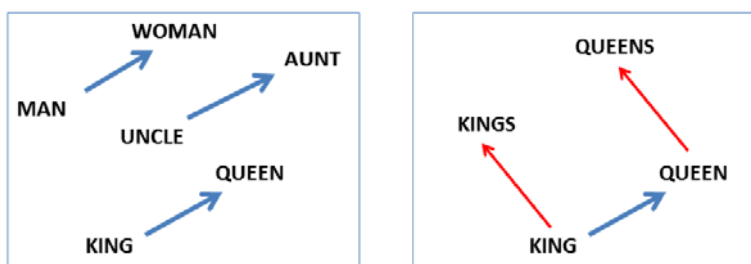 WOMAN
AUNT
MAN
UNCLE
QUEEN
KING
QUEENS
KINGS
QUEEN
KING